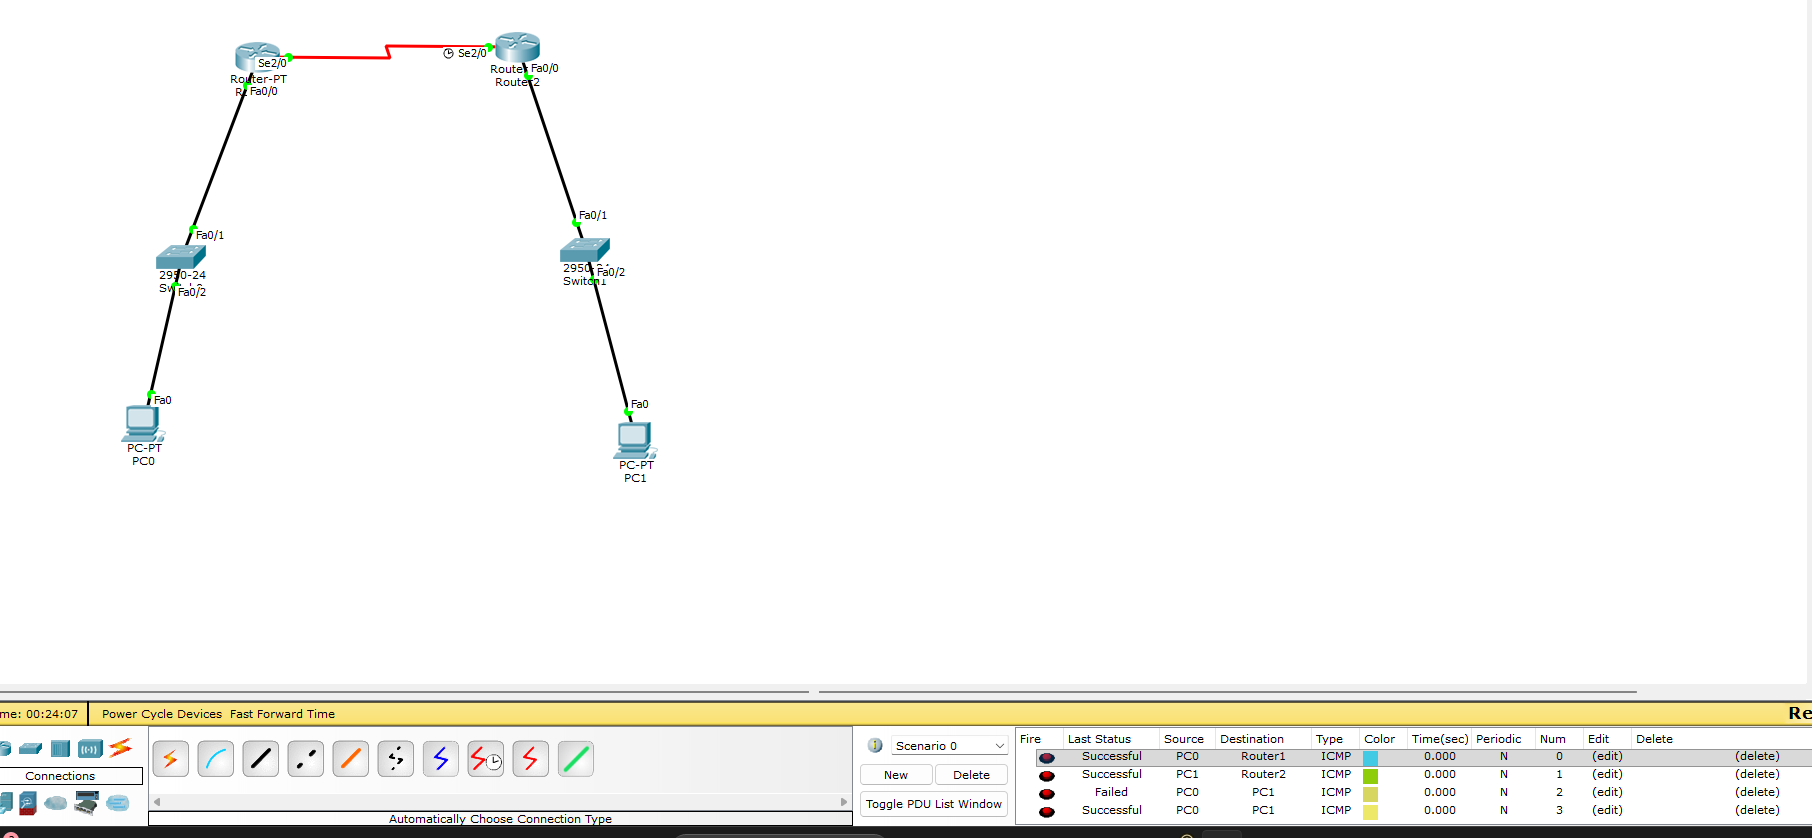 Se2/0
Router-PT
Fa0/0
Se2/0
Fa0/0
Router2
Fa0/1
2950-24
Fa0/2
Fa0/1
Fa0/2
Switch1
Fa0
PC-PT
PC0
Fa0
PC-PT
PC1
me: 00:24:07 Power Cycle Devices Fast Forward Time Re
Connections
Automatically Choose Connection Type
Scenario 0
New Delete
Toggle PDU List Window
Fire Last Status Source Destination Type Color Time(sec) Periodic Num Edit Delete
Successful PC0 Router1 ICMP 0.000 N 0 (edit) (delete)
Successful PC1 Router2 ICMP 0.000 N 1 (edit) (delete)
Failed PC0 PC1 ICMP 0.000 N 2 (edit) (delete)
Successful PC0 PC1 ICMP 0.000 N 3 (edit) (delete)